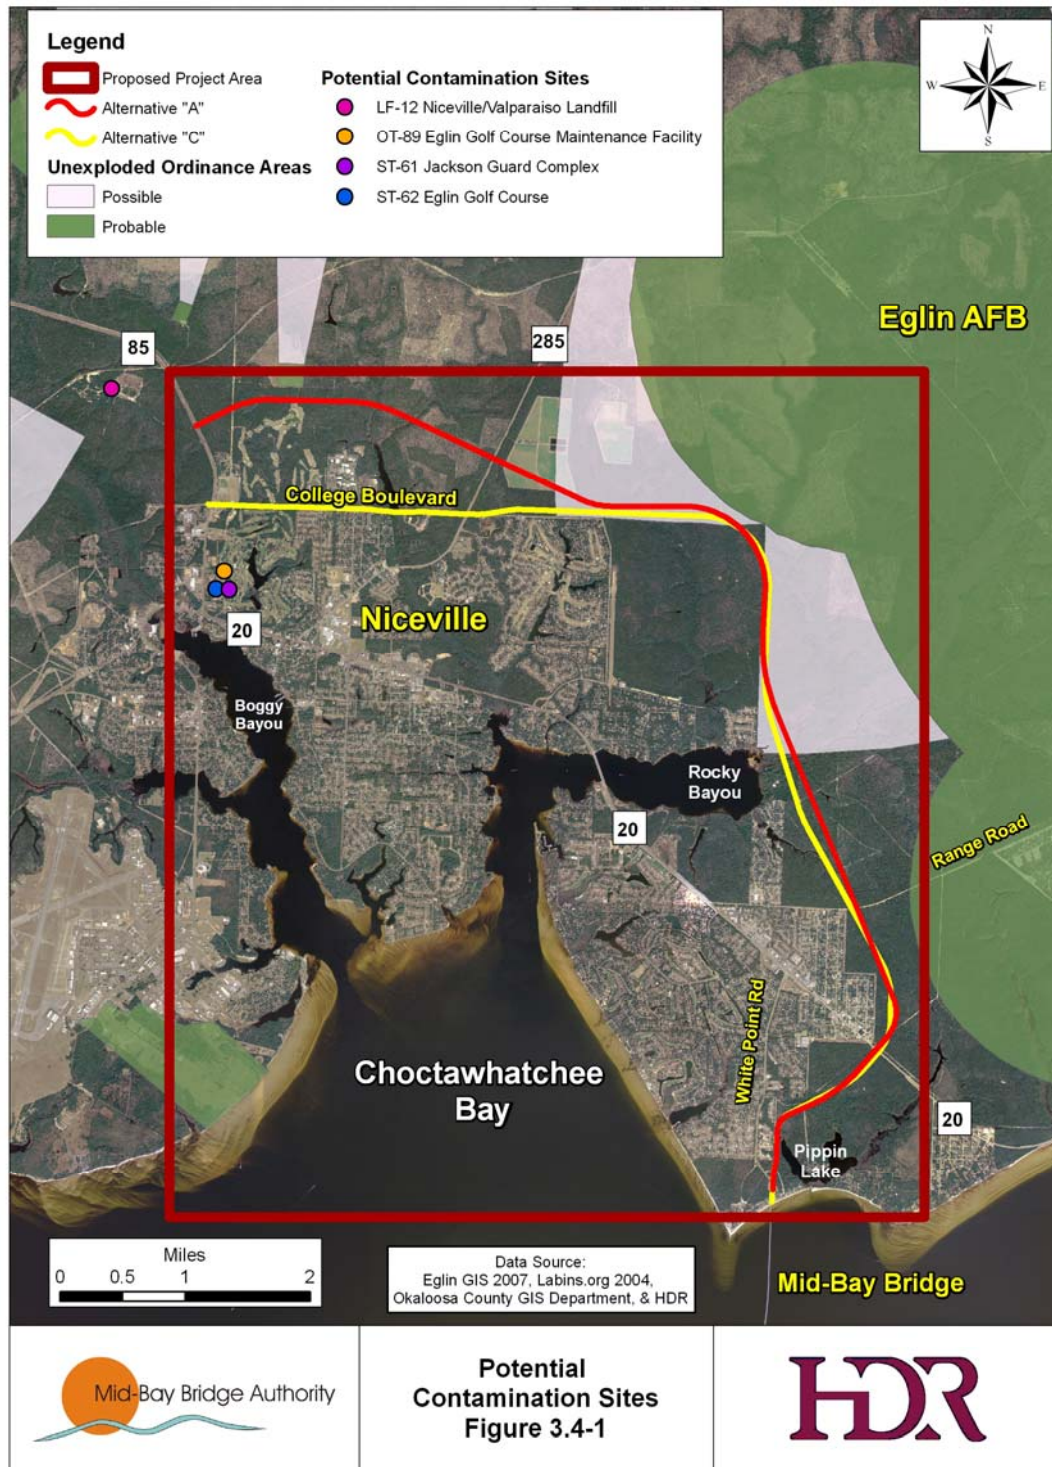 Legend
Proposed Project Area
Alternative "A"
Alternative "C"
Unexploded Ordinance Areas
Possible
Probable
Potential Contamination Sites
LF-12 Niceville/Valparaiso Landfill
OT-89 Eglin Golf Course Maintenance Facility
ST-61 Jackson Guard Complex
ST-62 Eglin Golf Course
N
W
E
S
Eglin AFB
85
285
College Boulevard
Niceville
20
Boggy
Bayou
Rocky
Bayou
20
Range Road
White Point Rd
Choctawhatchee
Bay
20
Pippin
Lake
Mid-Bay Bridge
Miles
0 0.5 1 2
Data Source:
Eglin GIS 2007, Labins.org 2004,
Okaloosa County GIS Department, & HDR
Mid-Bay Bridge Authority
Potential
Contamination Sites
Figure 3.4-1
HDR